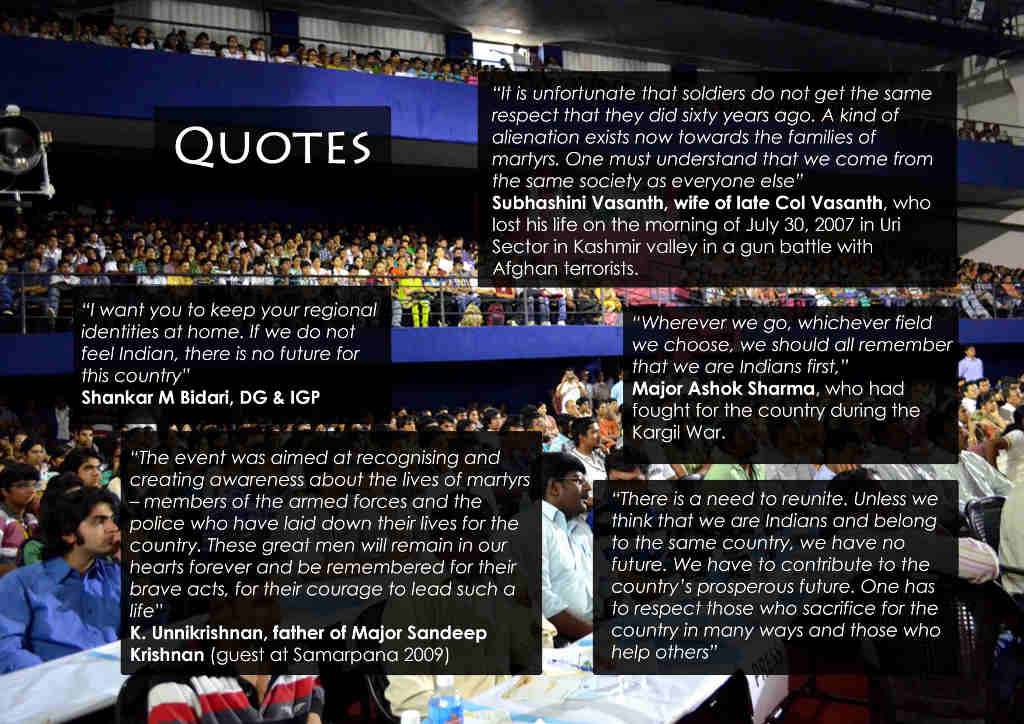 QUOTES
“It is unfortunate that soldiers do not get the same
respect that they did sixty years ago. A kind of
alienation exists now towards the families of
martyrs. One must understand that we come from
the same society as everyone else”
Subhashini Vasanth, wife of late Col Vasanth, who
lost his life on the morning of July 30, 2007 in Uri
Sector in Kashmir valley in a gun battle with
Afghan terrorists.
“I want you to keep your regional
identities at home. If we do not
feel Indian, there is no future for
this country”
Shankar M Bidari, DG & IGP
“Wherever we go, whichever field
we choose, we should all remember
that we are Indians first,”
Major Ashok Sharma, who had
fought for the country during the
Kargil War.
“The event was aimed at recognising and
creating awareness about the lives of martyrs
– members of the armed forces and the
police who have laid down their lives for the
country. These great men will remain in our
hearts forever and be remembered for their
brave acts, for their courage to lead such a
life”
K. Unnikrishnan, father of Major Sandeep
Krishnan (guest at Samarpana 2009)
“There is a need to reunite. Unless we
think that we are Indians and belong
to the same country, we have no
future. We have to contribute to the
country’s prosperous future. One has
to respect those who sacrifice for the
country in many ways and those who
help others”
PRESS